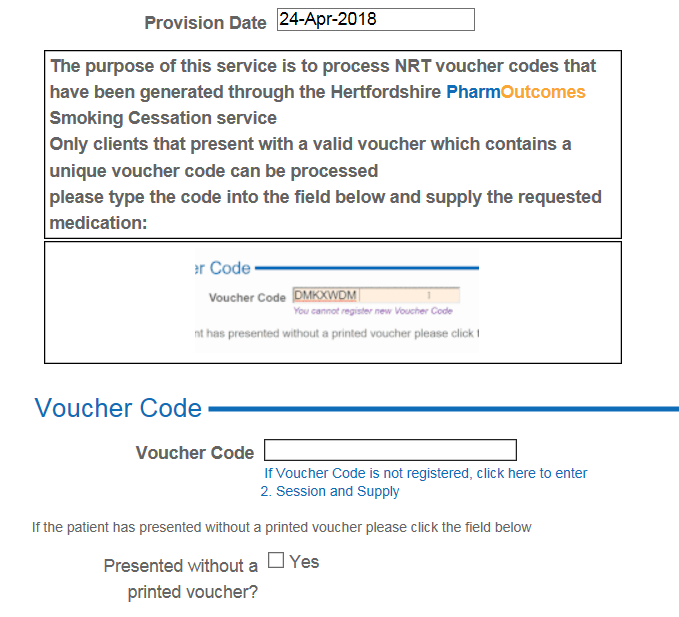 Provision Date 24-Apr-2018
The purpose of this service is to process NRT voucher codes that
have been generated through the Hertfordshire PharmOutcomes
Smoking Cessation service
Only clients that present with a valid voucher which contains a
unique voucher code can be processed
please type the code into the field below and supply the requested
medication:
er Code
Voucher Code DMKXWDM
You cannot register new Voucher Code
nt has presented without a printed voucher please click t
Voucher Code
Voucher Code
If Voucher Code is not registered, click here to enter
2. Session and Supply
If the patient has presented without a printed voucher please click the field below
Presented without a Yes
printed voucher?